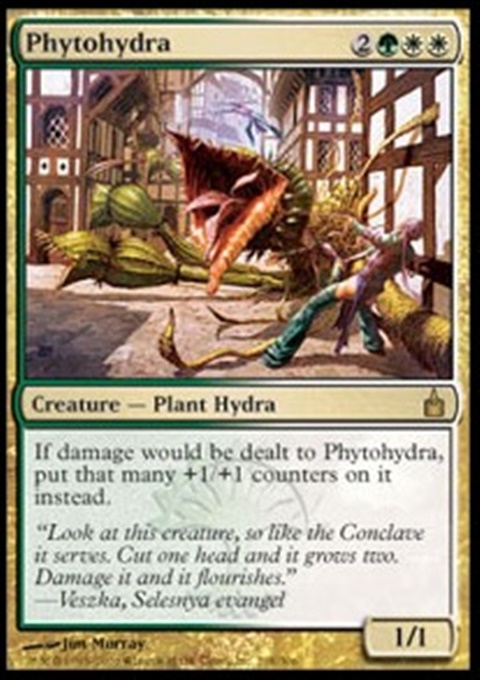 Phytohydra 2
Creature — Plant Hydra
If damage would be dealt to Phytohydra,
put that many +1/+1 counters on it
instead.
“Look at this creature, so like the Conclave
it serves. Cut one head and it grows two.
Damage it and it flourishes.”
—Veszka, Selesnya evangel
1/1
Jim Murray